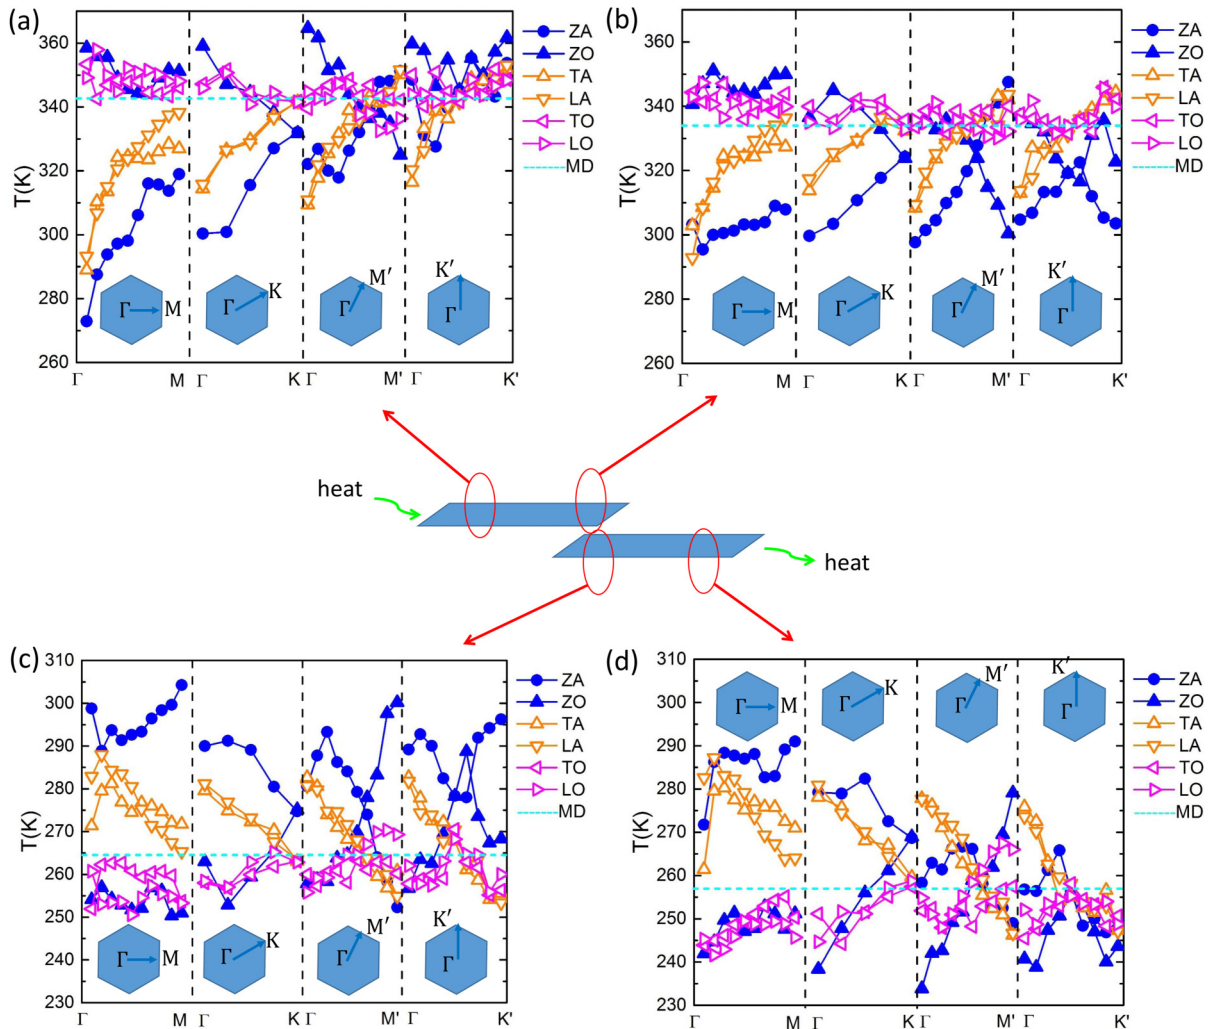 (a)
T(K)
360
340
320
300
280
260
Γ M Γ K Γ M' Γ K'
Γ M
Γ K
Γ M′
K′ Γ
ZA
ZO
TA
LA
TO
LO
MD
(b)
T(K)
360
340
320
300
280
260
Γ M Γ K Γ M' Γ K'
Γ M
Γ K
Γ M′
K′ Γ
ZA
ZO
TA
LA
TO
LO
MD
heat
heat
(c)
T(K)
310
300
290
280
270
260
250
240
230
Γ M Γ K Γ M' Γ K'
Γ M
Γ K
Γ M′
K′ Γ
ZA
ZO
TA
LA
TO
LO
MD
(d)
T(K)
310
300
290
280
270
260
250
240
230
Γ M Γ K Γ M' Γ K'
Γ M
Γ K
Γ M′
K′ Γ
ZA
ZO
TA
LA
TO
LO
MD